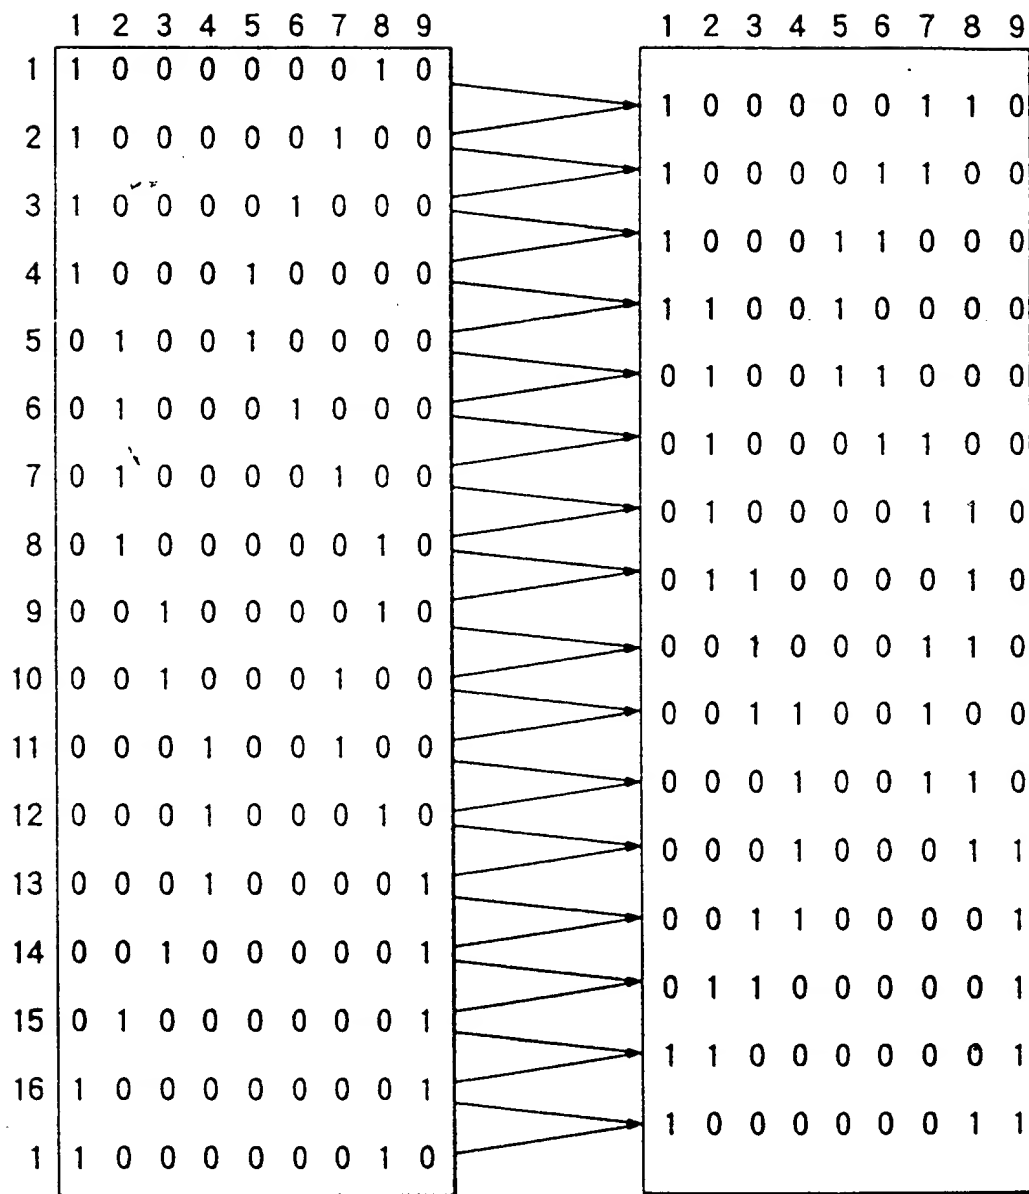 1 2 3 4 5 6 7 8 9
1 1 0 0 0 0 0 0 1 0
2 1 0 0 0 0 0 1 0 0
3 1 0 0 0 0 1 0 0 0
4 1 0 0 0 1 0 0 0 0
5 0 1 0 0 1 0 0 0 0
6 0 1 0 0 0 1 0 0 0
7 0 1 0 0 0 0 1 0 0
8 0 1 0 0 0 0 0 1 0
9 0 0 1 0 0 0 0 1 0
10 0 0 1 0 0 0 1 0 0
11 0 0 0 1 0 0 1 0 0
12 0 0 0 1 0 0 0 1 0
13 0 0 0 1 0 0 0 0 1
14 0 0 1 0 0 0 0 0 1
15 0 1 0 0 0 0 0 0 1
16 1 0 0 0 0 0 0 0 1
1 1 0 0 0 0 0 0 1 0
1 2 3 4 5 6 7 8 9
1 0 0 0 0 0 1 1 0
1 0 0 0 0 1 1 0 0
1 0 0 0 1 1 0 0 0
1 1 0 0 1 0 0 0 0
0 1 0 0 1 1 0 0 0
0 1 0 0 0 1 1 0 0
0 1 0 0 0 0 1 1 0
0 1 1 0 0 0 0 1 0
0 0 1 0 0 0 1 1 0
0 0 1 1 0 0 1 0 0
0 0 0 1 0 0 1 1 0
0 0 0 1 0 0 0 1 1
0 0 1 1 0 0 0 0 1
0 1 1 0 0 0 0 0 1
1 1 0 0 0 0 0 0 1
1 0 0 0 0 0 0 1 1